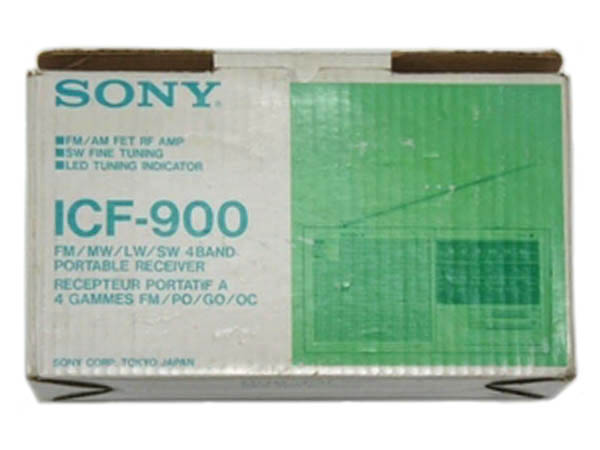 SONY
■FM/AM FET RF AMP
■SW FINE TUNING
■LED TUNING INDICATOR
ICF-900
FM/MW/LW/SW 4BAND
PORTABLE RECEIVER
RECEPTEUR PORTATIF A
4 GAMMES FM/PO/GO/OC
SONY CORP. TOKYO JAPAN